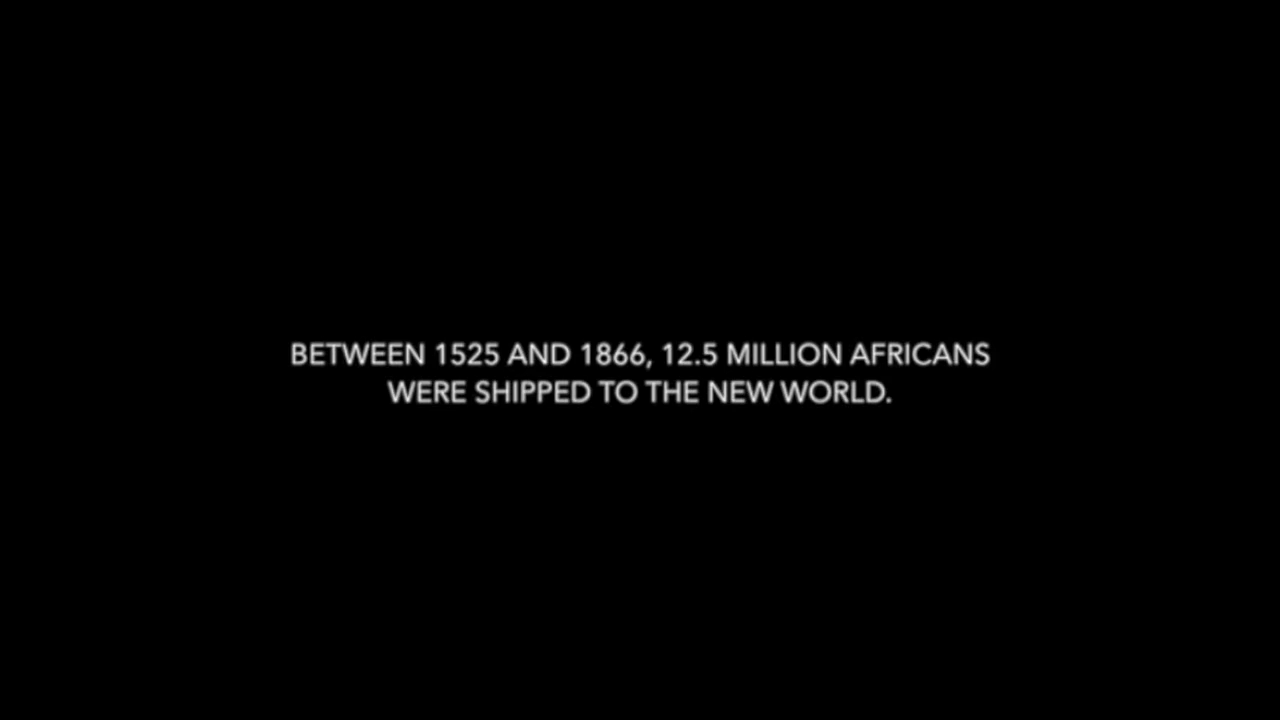 BETWEEN 1525 AND 1866, 12.5 MILLION AFRICANS
WERE SHIPPED TO THE NEW WORLD.